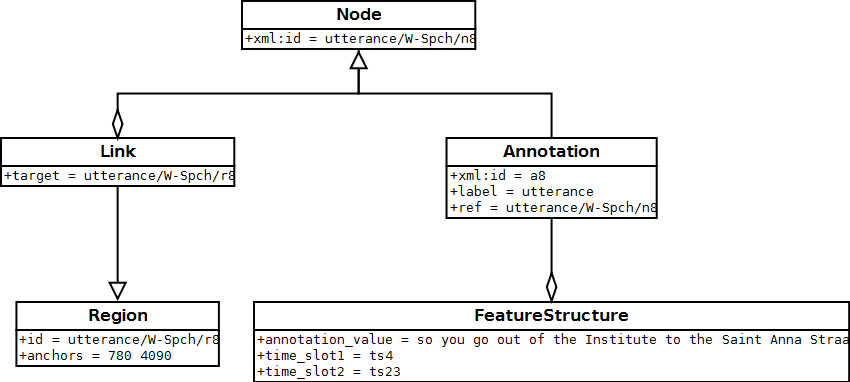 Node
+xml:id = utterance/W-Spch/n8
Link
+target = utterance/W-Spch/r8
Annotation
+xml:id = a8
+label = utterance
+ref = utterance/W-Spch/n8
Region
+id = utterance/W-Spch/r8
+anchors = 780 4090
FeatureStructure
+annotation_value = so you go out of the Institute to the Saint Anna Straa
+time_slot1 = ts4
+time_slot2 = ts23